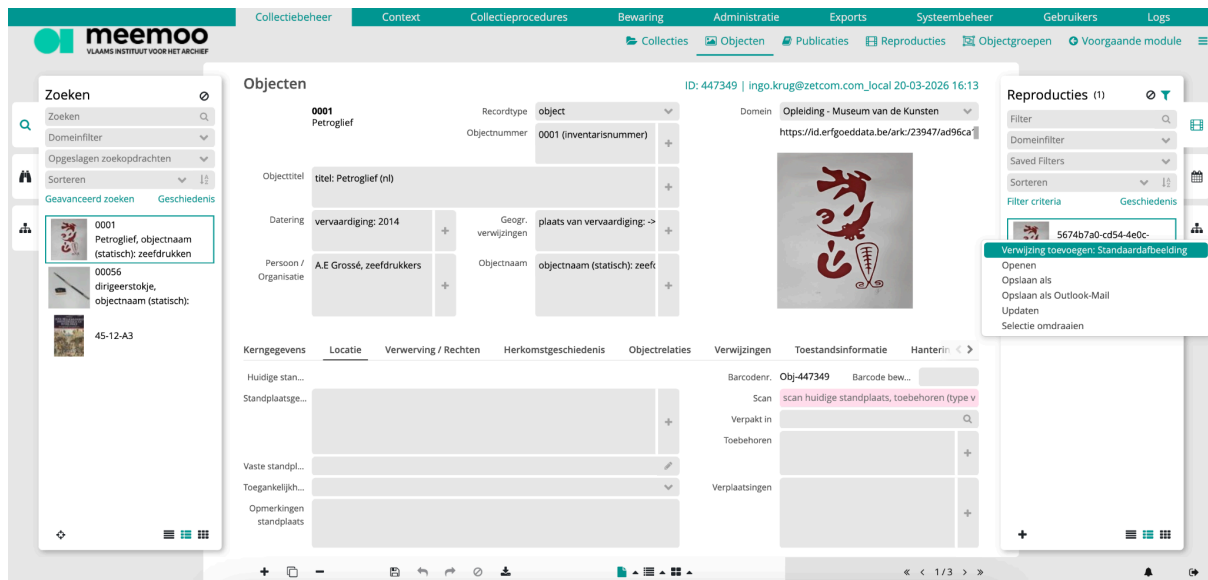 Collectiebeheer Context Collectieprocedures Bewaring Administratie Exports Systeembeheer Gebruikers Logs
meemoo
VLAAMS INSTITUUT VOOR HET ARCHIEF
Collecties Objecten Publicaties Reproducties Objectgroepen Voorgaande module
Zoeken
Zoeken
Domeinfilter
Opgeslagen zoekopdrachten
Sorteren
Geavanceerd zoeken Geschiedenis
0001
Petroglief, objectnaam
(statisch): zeefdrukken
00056
dirigeerstokje,
objectnaam (statisch):
45-12-A3
Objecten ID: 447349 | ingo.krug@zetcom.com_local 20-03-2026 16:13
0001
Petroglief
Recordtype object
Domein Opleiding - Museum van de Kunsten
Objectnummer 0001 (inventarisnummer)
https://id.erfgoeddata.be/ark:/23947/ad96ca1
Objecttitel titel: Petroglief (nl)
Datering vervaardiging: 2014
Geogr.
verwijzingen
plaats van vervaardiging: ->
Persoon /
Organisatie
A.E Grossé, zeefdrukkers
Objectnaam objectnaam (statisch): zeefd
Kerngegevens Locatie Verwerving / Rechten Herkomstgeschiedenis Objectrelaties Verwijzingen Toestandsinformatie Hanterin
Huidige stan...
Standplaatsge...
Vaste standpl...
Toegankelijkh...
Opmerkingen
standplaats
Barcodenr. Obj-447349 Barcode bew...
Scan scan huidige standplaats, toebehoren (type v
Verpakt in
Toebehoren
Verplaatsingen
1/3
Reproducties (1)
Filter
Domeinfilter
Saved Filters
Sorteren
Filter criteria Geschiedenis
5674b7a0-cd54-4e0c-
Verwijzing toevoegen: Standaardafbeelding
Openen
Opslaan als
Opslaan als Outlook-Mail
Updaten
Selectie omdraaien